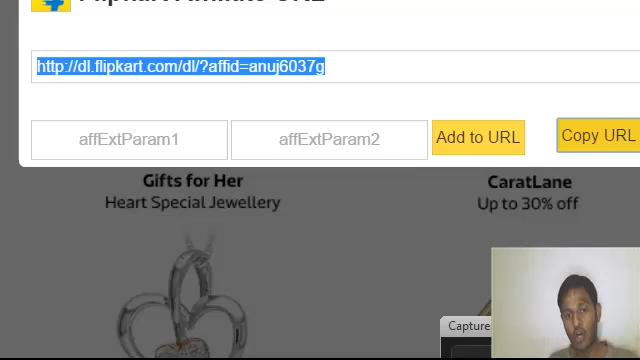 http://dl.flipkart.com/dl/?affid=anuj6037g
affExtParam1
affExtParam2
Add to URL
Copy URL
Gifts for Her
Heart Special Jewellery
CaratLane
Up to 30% off
Capture